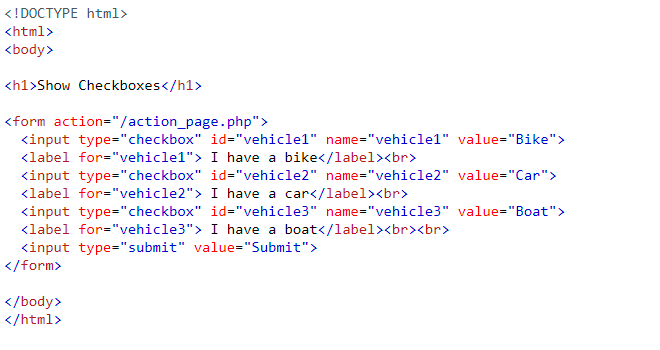 <!DOCTYPE html>
<html>
<body>

<h1>Show Checkboxes</h1>

<form action="/action_page.php">
  <input type="checkbox" id="vehicle1" name="vehicle1" value="Bike">
  <label for="vehicle1"> I have a bike</label><br>
  <input type="checkbox" id="vehicle2" name="vehicle2" value="Car">
  <label for="vehicle2"> I have a car</label><br>
  <input type="checkbox" id="vehicle3" name="vehicle3" value="Boat">
  <label for="vehicle3"> I have a boat</label><br><br>
  <input type="submit" value="Submit">
</form>

</body>
</html>